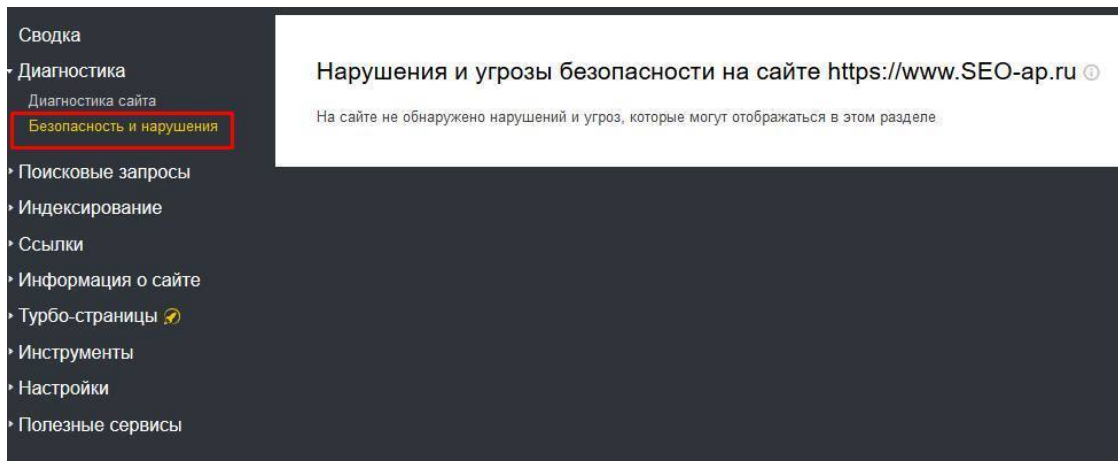 Сводка
Диагностика
Диагностика сайта
Безопасность и нарушения
Поисковые запросы
Индексирование
Ссылки
Информация о сайте
Турбо-страницы
Инструменты
Настройки
Полезные сервисы
Нарушения и угрозы безопасности на сайте https://www.SEO-ap.ru
На сайте не обнаружено нарушений и угроз, которые могут отображаться в этом разделе